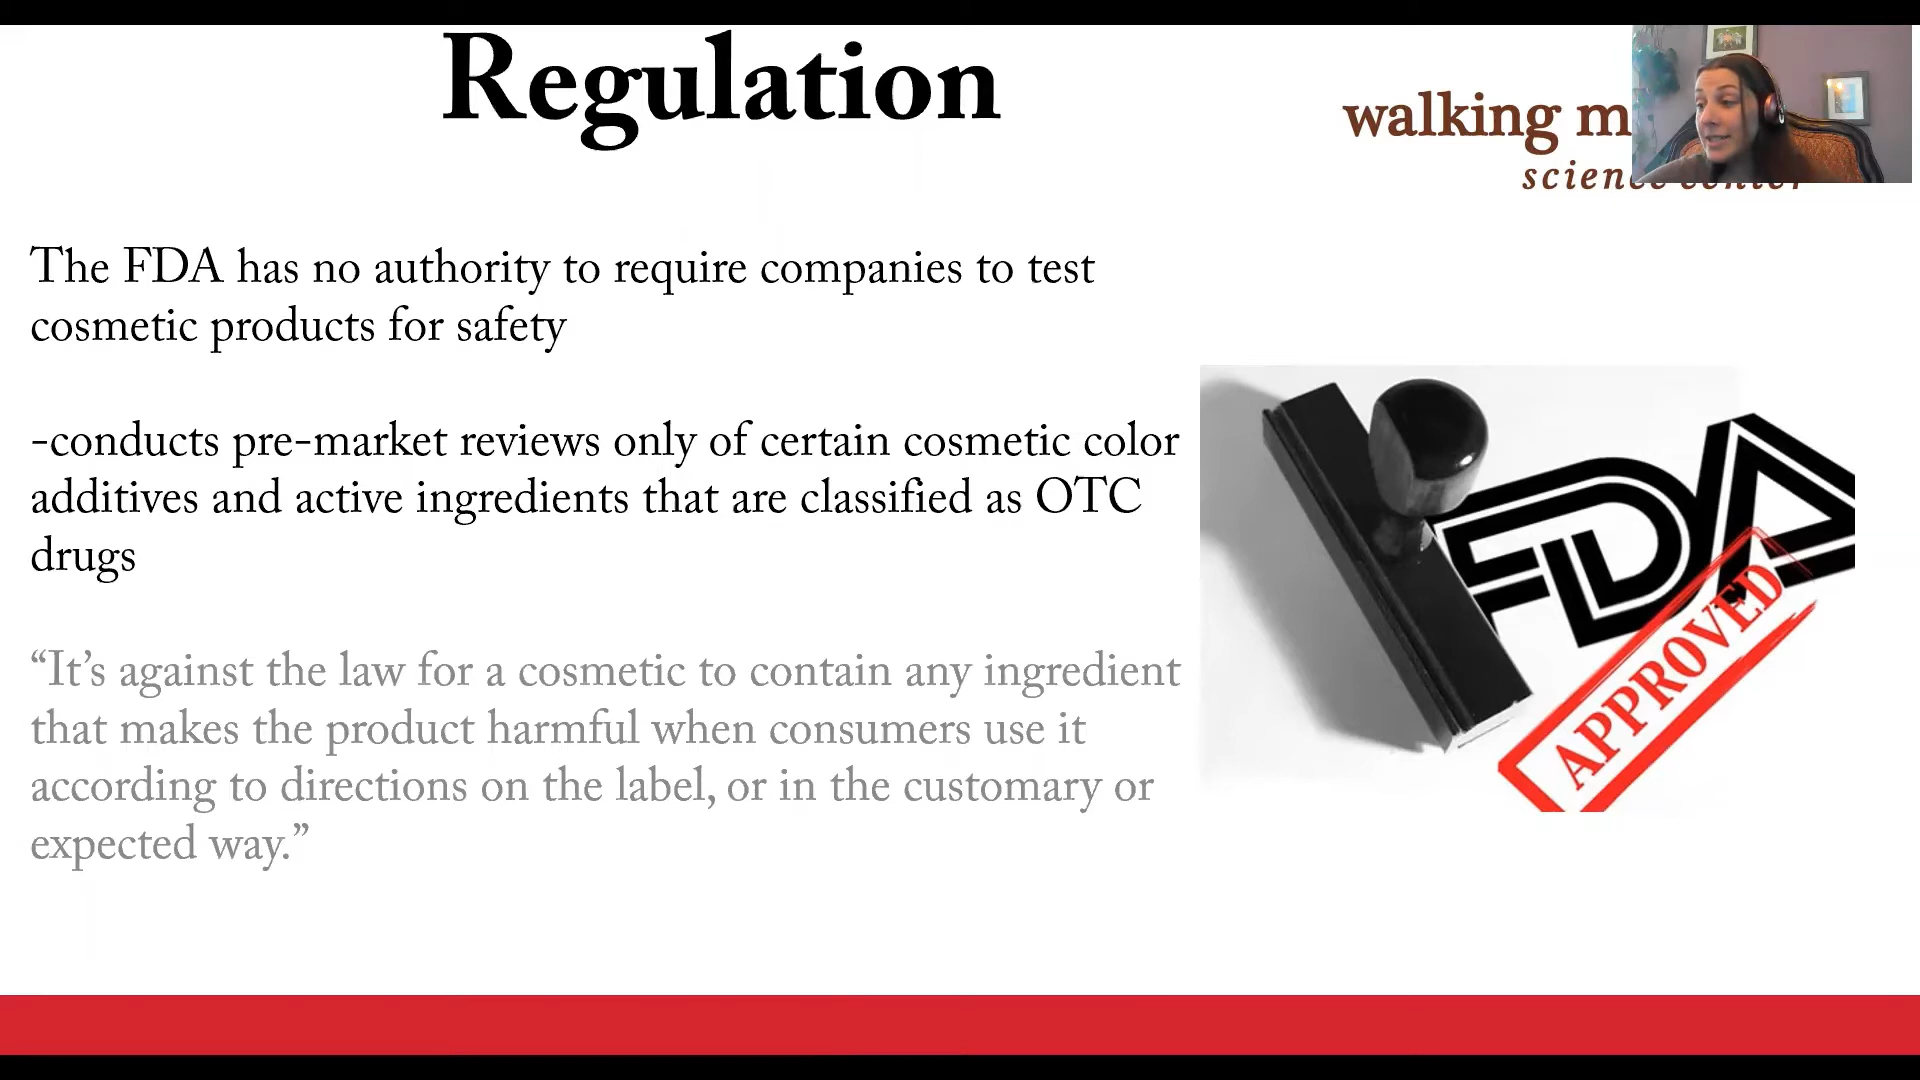 Regulation
walking m
science center
The FDA has no authority to require companies to test
cosmetic products for safety
-conducts pre-market reviews only of certain cosmetic color
additives and active ingredients that are classified as OTC
drugs
“It’s against the law for a cosmetic to contain any ingredient
that makes the product harmful when consumers use it
according to directions on the label, or in the customary or
expected way.”
FDA
APPROVED